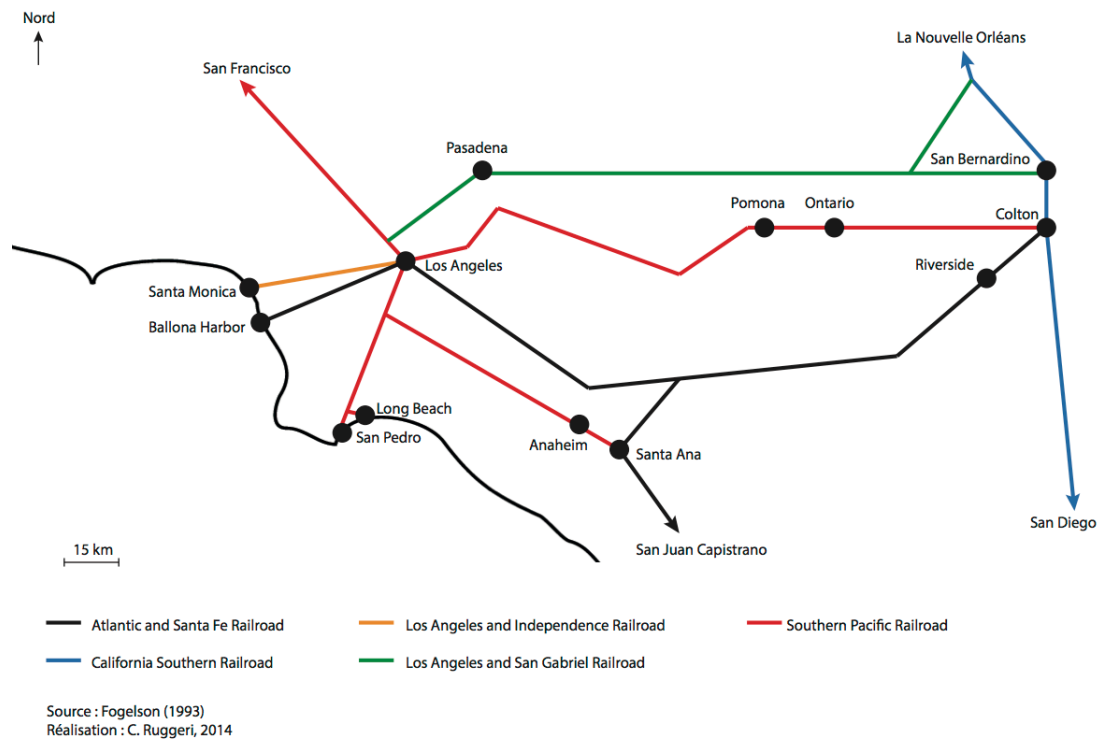 Nord
La Nouvelle Orléans
San Francisco
Pasadena
San Bernardino
Pomona
Ontario
Colton
Los Angeles
Riverside
Santa Monica
Ballona Harbor
Long Beach
San Pedro
Anaheim
Santa Ana
San Diego
San Juan Capistrano
15 km
Atlantic and Santa Fe Railroad
Los Angeles and Independence Railroad
Southern Pacific Railroad
California Southern Railroad
Los Angeles and San Gabriel Railroad
Source : Fogelson (1993)
Réalisation : C. Ruggeri, 2014